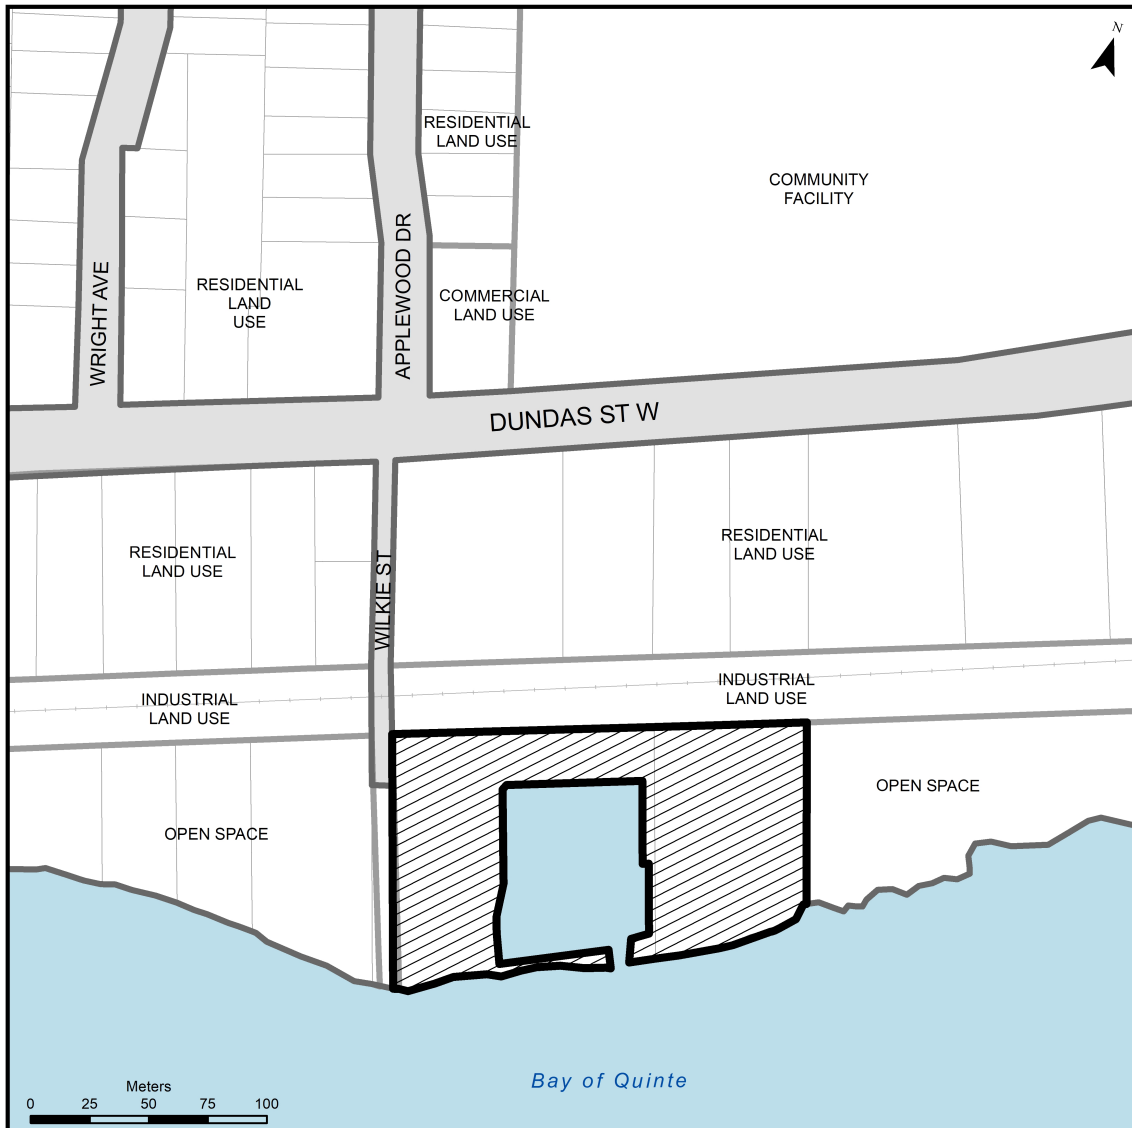 N
RESIDENTIAL
LAND USE
COMMUNITY
FACILITY
WRIGHT AVE
APPLEWOOD DR
RESIDENTIAL
LAND
USE
COMMERCIAL
LAND USE
DUNDAS ST W
RESIDENTIAL
LAND USE
WILKIE ST
RESIDENTIAL
LAND USE
INDUSTRIAL
LAND USE
INDUSTRIAL
LAND USE
OPEN SPACE
OPEN SPACE
Bay of Quinte
Meters
0 25 50 75 100